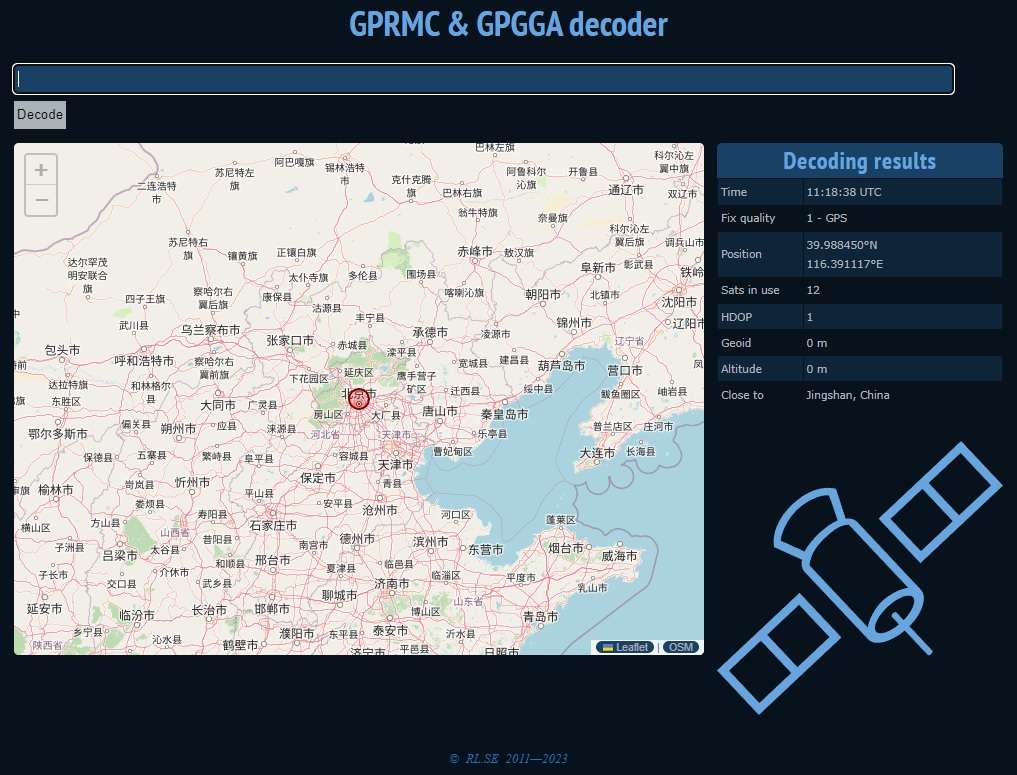 GPRMC & GPGGA decoder
Decode
+
−
Decoding results
Time 11:18:38 UTC
Fix quality 1 - GPS
Position 39.988450°N
116.391117°E
Sats in use 12
HDOP 1
Geoid 0 m
Altitude 0 m
Close to Jingshan, China
巴林左旗
阿巴嘎旗
锡林浩特
市
苏尼特左
旗
二连浩特
市
克什克腾
旗
巴林右旗
阿鲁科尔
沁旗
开鲁县
科尔沁左
翼中旗
通辽市
双辽市
翁牛特旗
奈曼旗
科尔沁左
翼后旗
苏尼特右
旗
镶黄旗
正镶白旗
赤峰市
敖汉旗
调兵山市
达尔罕茂
明安联合
旗
太仆寺旗
多伦县
围场县
阜新市
彰武县
铁岭
四子王旗
察哈尔右
翼后旗
康保县
沽源县
喀喇沁旗
朝阳市
北镇市
沈阳市
武川县
乌兰察布市
丰宁县
承德市
凌源市
锦州市
辽阳市
包头市
呼和浩特市
察哈尔右
翼前旗
张家口市
赤城县
滦平县
宽城县
建昌县
葫芦岛市
辽宁省
营口市
达拉特旗
和林格尔
县
下花园区
延庆区
鹰手营子
矿区
迁西县
绥中县
鲅鱼圈区
岫岩县
东胜区
大同市
广灵县
北京市
房山区
大厂县
唐山市
秦皇岛市
鄂尔多斯市
偏关县
朔州市
应县
涞源县
河北省
天津市
乐亭县
普兰店区
庄河市
保德县
五寨县
繁峙县
阜平县
容城县
天津市
曹妃甸区
大连市
长海县
榆林市
岢岚县
忻州市
保定市
青县
娄烦县
平山县
安平县
沧州市
横山区
方山县
寿阳县
石家庄市
河口区
蓬莱区
山西省
子洲县
吕梁市
太谷县
昔阳县
南宫市
德州市
滨州市
东营市
烟台市
威海市
子长市
交口县
介休市
和顺县
武乡县
邢台市
夏津县
临邑县
临淄区
平度市
乳山市
济南市
延安市
临汾市
长治市
邯郸市
聊城市
博山区
山东省
青岛市
乡宁县
沁水县
鹤壁市
濮阳市
东平县
泰安市
沂水县
陕西省
济宁市
平邑县
日照市
Leaflet | OSM
© RL.SE 2011—2023